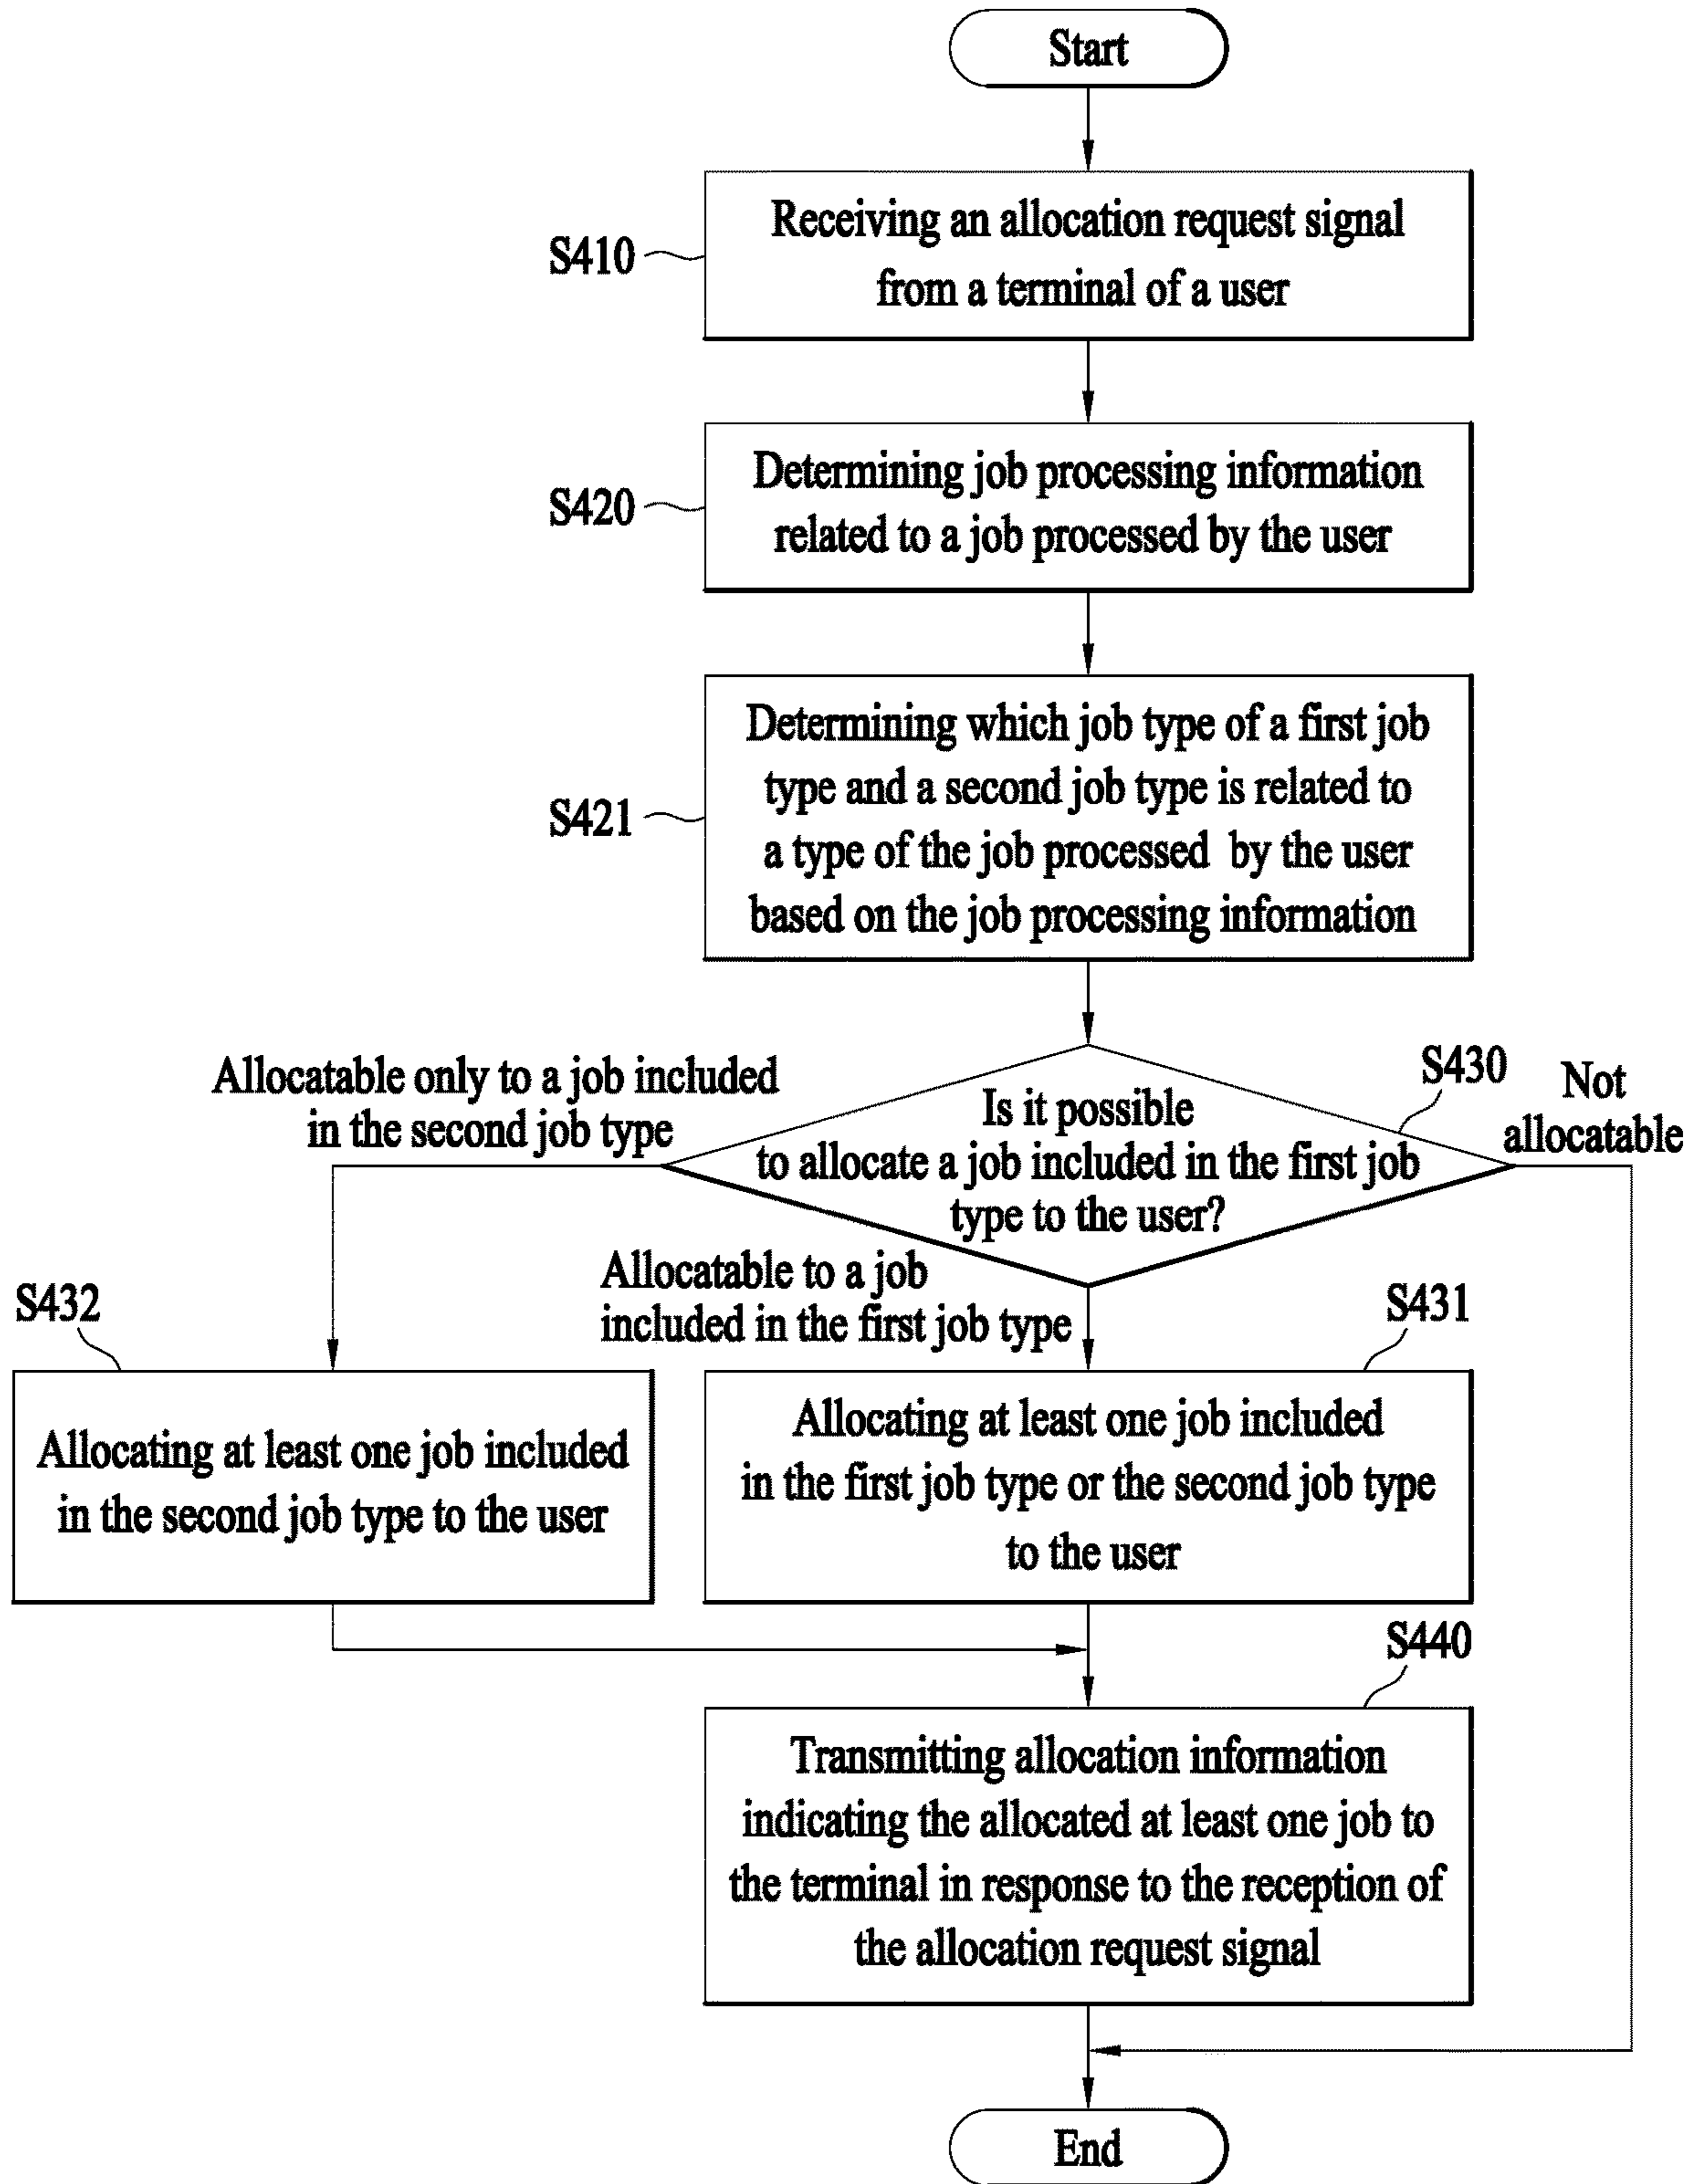 Start
S410
Receiving an allocation request signal
from a terminal of a user
S420
Determining job processing information
related to a job processed by the user
S421
Determining which job type of a first job
type and a second job type is related to
a type of the job processed by the user
based on the job processing information
S430
Is it possible
to allocate a job included in the first job
type to the user?
Allocatable only to a job included
in the second job type
Not
allocatable
Allocatable to a job
included in the first job type
S432
Allocating at least one job included
in the second job type to the user
S431
Allocating at least one job included
in the first job type or the second job type
to the user
S440
Transmitting allocation information
indicating the allocated at least one job to
the terminal in response to the reception of
the allocation request signal
End